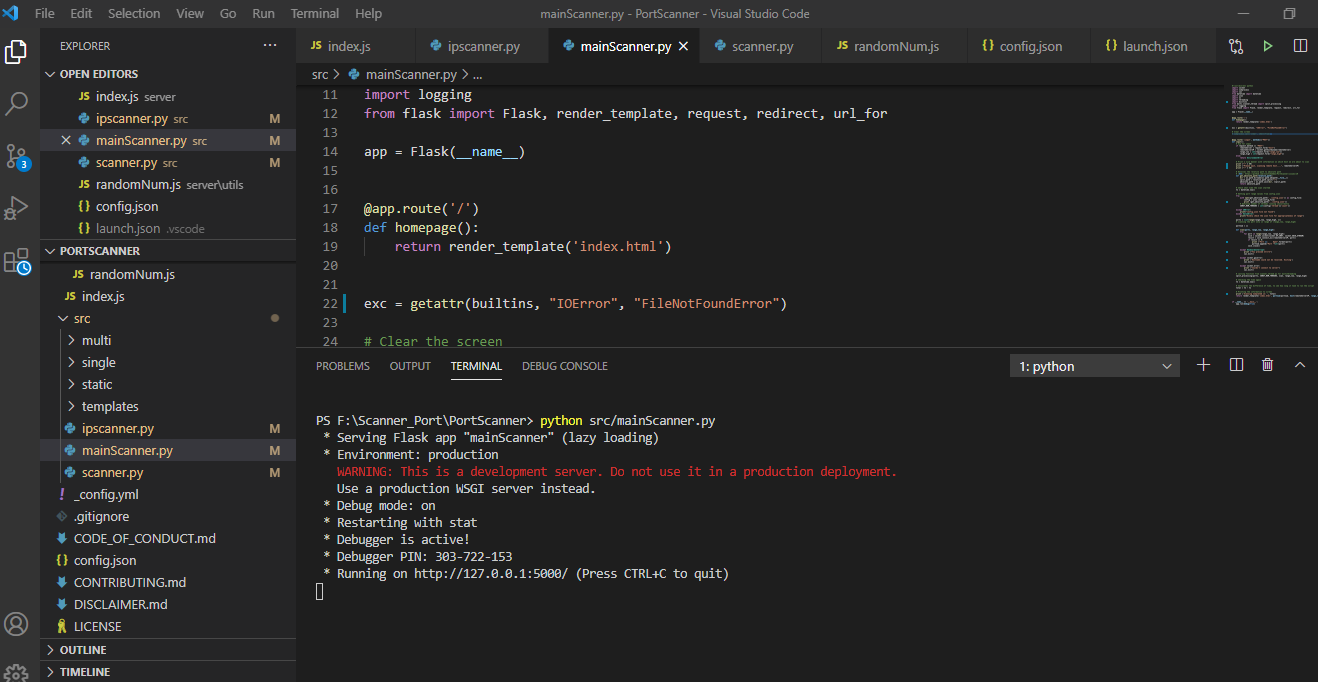 File Edit Selection View Go Run Terminal Help mainScanner.py - PortScanner - Visual Studio Code
EXPLORER ...
OPEN EDITORS
JS index.js server
ipscanner.py src M
mainScanner.py src M
scanner.py src M
JS randomNum.js server\utils
{} config.json
{} launch.json .vscode
PORTSCANNER
JS randomNum.js
JS index.js
src
multi
single
static
templates
ipscanner.py M
mainScanner.py M
scanner.py M
! _config.yml
.gitignore
CODE_OF_CONDUCT.md
{} config.json
CONTRIBUTING.md
DISCLAIMER.md
LICENSE
OUTLINE
TIMELINE
3
JS index.js ipscanner.py mainScanner.py scanner.py JS randomNum.js {} config.json {} launch.json
src > mainScanner.py > ...
11 import logging
12 from flask import Flask, render_template, request, redirect, url_for
13
14 app = Flask(__name__)
15
16
17 @app.route('/')
18 def homepage():
19 return render_template('index.html')
20
21
22 exc = getattr(builtins, "IOError", "FileNotFoundError")
23
24 # Clear the screen
PROBLEMS OUTPUT TERMINAL DEBUG CONSOLE 1: python
PS F:\Scanner_Port\PortScanner> python src/mainScanner.py
* Serving Flask app "mainScanner" (lazy loading)
* Environment: production
WARNING: This is a development server. Do not use it in a production deployment.
Use a production WSGI server instead.
* Debug mode: on
* Restarting with stat
* Debugger is active!
* Debugger PIN: 303-722-153
* Running on http://127.0.0.1:5000/ (Press CTRL+C to quit)